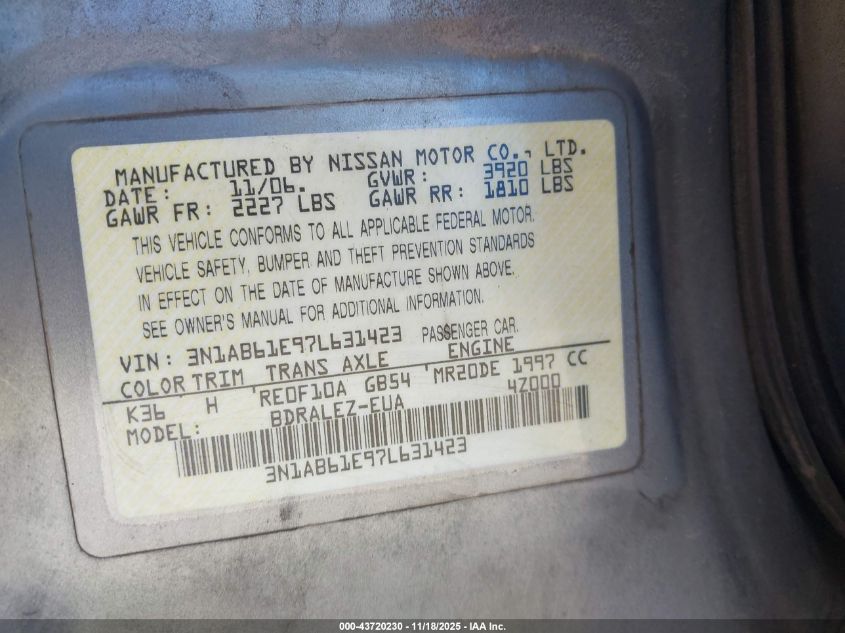 MANUFACTURED BY NISSAN MOTOR CO., LTD.
DATE: 11/06. GVWR: 3920 LBS
GAWR FR: 2227 LBS GAWR RR: 1810 LBS
THIS VEHICLE CONFORMS TO ALL APPLICABLE FEDERAL MOTOR.
VEHICLE SAFETY, BUMPER AND THEFT PREVENTION STANDARDS
IN EFFECT ON THE DATE OF MANUFACTURE SHOWN ABOVE.
SEE OWNER'S MANUAL FOR ADDITIONAL INFORMATION.
VIN: 3N1AB61E97L631423 PASSENGER CAR.
COLOR TRIM TRANS AXLE ENGINE
K36 H RE0F10A GB54 MR20DE 1997 CC
MODEL: BDRALEZ-EUA 4Z000
3N1AB61E97L631423
000-43720230 - 11/18/2025 - IAA Inc.